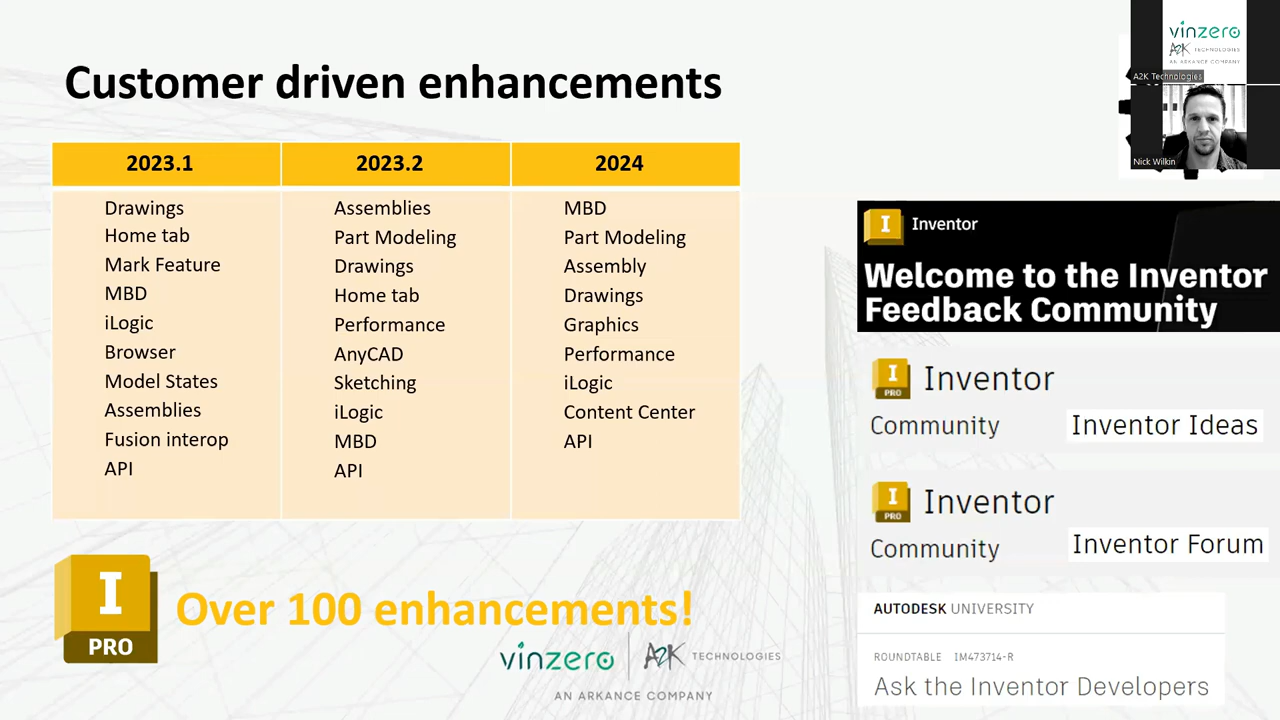 Customer driven enhancements
2023.1
Drawings
Home tab
Mark Feature
MBD
iLogic
Browser
Model States
Assemblies
Fusion interop
API
2023.2
Assemblies
Part Modeling
Drawings
Home tab
Performance
AnyCAD
Sketching
iLogic
MBD
API
2024
MBD
Part Modeling
Assembly
Drawings
Graphics
Performance
iLogic
Content Center
API
I
PRO
Over 100 enhancements!
vinzero
A2K TECHNOLOGIES
AN ARKANCE COMPANY
vinzero
A2K TECHNOLOGIES
AN ARKANCE COMPANY
A2K Technologies
Nick Wilkin
I Inventor
Welcome to the Inventor
Feedback Community
I
PRO
Inventor
Community
Inventor Ideas
I
PRO
Inventor
Community
Inventor Forum
AUTODESK UNIVERSITY
ROUNDTABLE IM473714-R
Ask the Inventor Developers